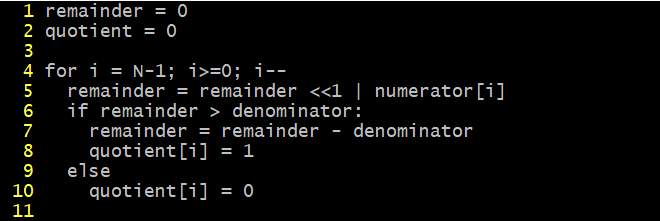 1 remainder = 0
2 quotient = 0
3
4 for i = N-1; i>=0; i--
5   remainder = remainder <<1 | numerator[i]
6   if remainder > denominator:
7     remainder = remainder - denominator
8     quotient[i] = 1
9   else
10     quotient[i] = 0
11